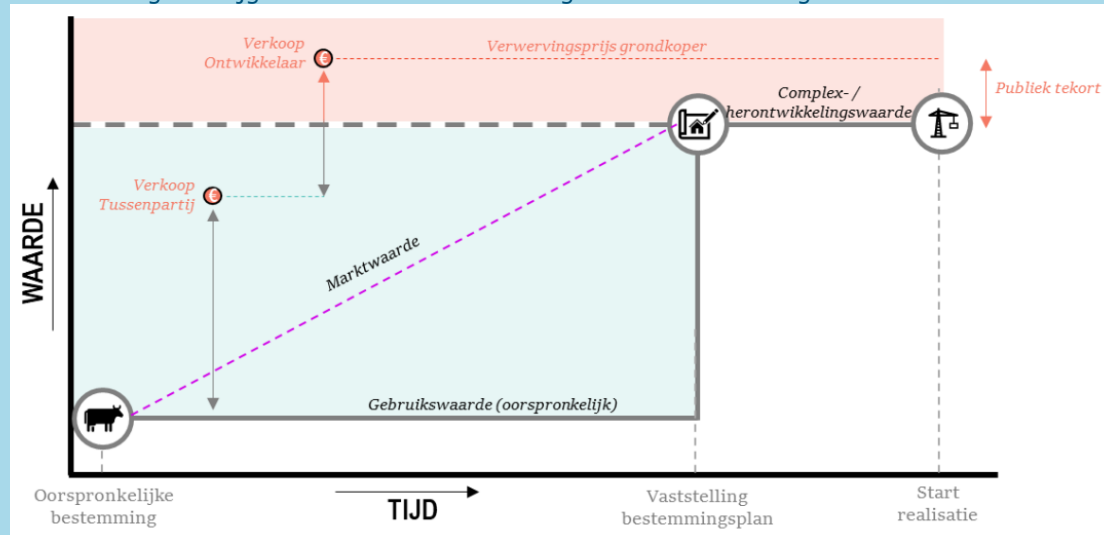 Verkoop
Ontwikkelaar
€
Verwervingsprijs grondkoper
Publiek tekort
Complex- /
herontwikkelingswaarde
Verkoop
Tussenpartij
€
WAARDE
Marktwaarde
Gebruikswaarde (oorspronkelijk)
Oorspronkelijke
bestemming
TIJD
Vaststelling
bestemmingsplan
Start
realisatie